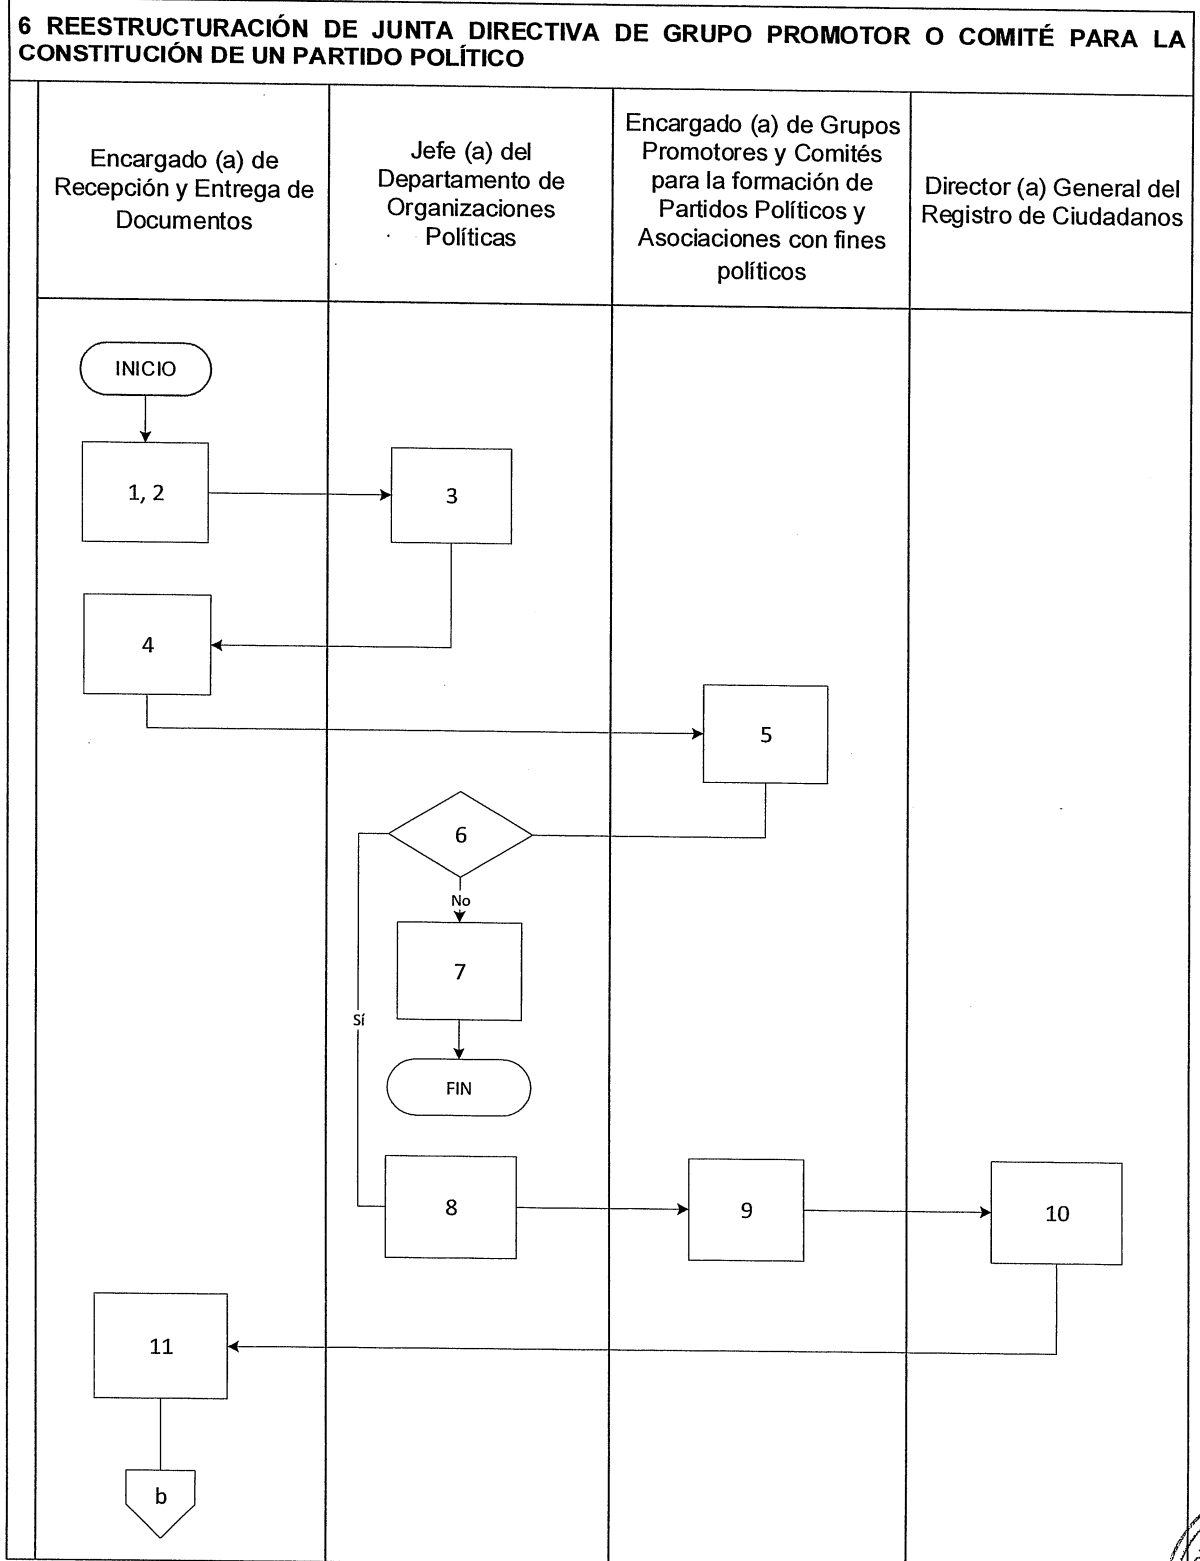 6 REESTRUCTURACIÓN DE JUNTA DIRECTIVA DE GRUPO PROMOTOR O COMITÉ PARA LA
CONSTITUCIÓN DE UN PARTIDO POLÍTICO
Encargado (a) de
Recepción y Entrega de
Documentos
Jefe (a) del
Departamento de
Organizaciones
Políticas
Encargado (a) de Grupos
Promotores y Comités
para la formación de
Partidos Políticos y
Asociaciones con fines
políticos
Director (a) General del
Registro de Ciudadanos
INICIO
1, 2
3
4
5
6
No
7
Sí
FIN
8
9
10
11
b